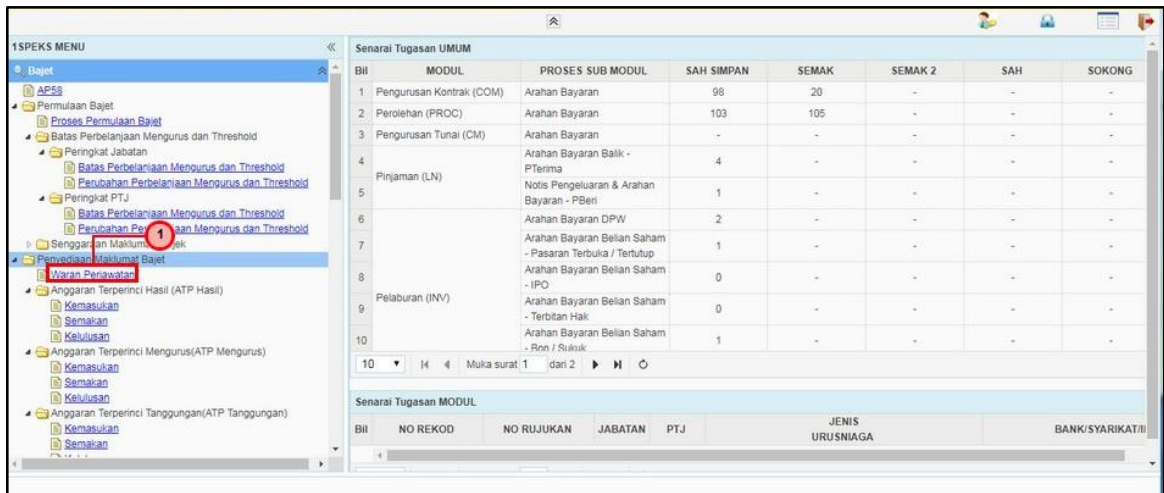 1SPEKS MENU
Bajet
AP58
Permulaan Bajet
Proses Permulaan Bajet
Batas Perbelanjaan Mengurus dan Threshold
Peringkat Jabatan
Batas Perbelanjaan Mengurus dan Threshold
Perubahan Perbelanjaan Mengurus dan Threshold
Peringkat PTJ
Batas Perbelanjaan Mengurus dan Threshold
Perubahan Pe an Mengurus dan Threshold
1
Senggaraan Maklum jek
Penyediaan Maklumat Bajet
Waran Perjawatan
Anggaran Terperinci Hasil (ATP Hasil)
Kemasukan
Semakan
Kelulusan
Anggaran Terperinci Mengurus(ATP Mengurus)
Kemasukan
Semakan
Kelulusan
Anggaran Terperinci Tanggungan(ATP Tanggungan)
Kemasukan
Semakan
Senarai Tugasan UMUM
Bil MODUL PROSES SUB MODUL SAH SIMPAN SEMAK SEMAK 2 SAH SOKONG
1 Pengurusan Kontrak (COM) Arahan Bayaran 98 20 - - -
2 Perolehan (PROC) Arahan Bayaran 103 105 - - -
3 Pengurusan Tunai (CM) Arahan Bayaran - - - - -
4 Pinjaman (LN) Arahan Bayaran Balik - 4 - - - -
PTerima
5 Notis Pengeluaran & Arahan 1 - - - -
Bayaran - PBeri
6 Arahan Bayaran DPW 2 - - - -
7 Arahan Bayaran Belian Saham 1 - - - -
- Pasaran Terbuka / Tertutup
8 Arahan Bayaran Belian Saham 0 - - - -
- IPO
9 Pelaburan (INV) Arahan Bayaran Belian Saham 0 - - - -
- Terbitan Hak
10 Arahan Bayaran Belian Saham 1 - - - -
- Bon / Sukuk
10 Muka surat 1 dari 2
Senarai Tugasan MODUL
Bil NO REKOD NO RUJUKAN JABATAN PTJ JENIS URUSNIAGA BANK/SYARIKAT/I